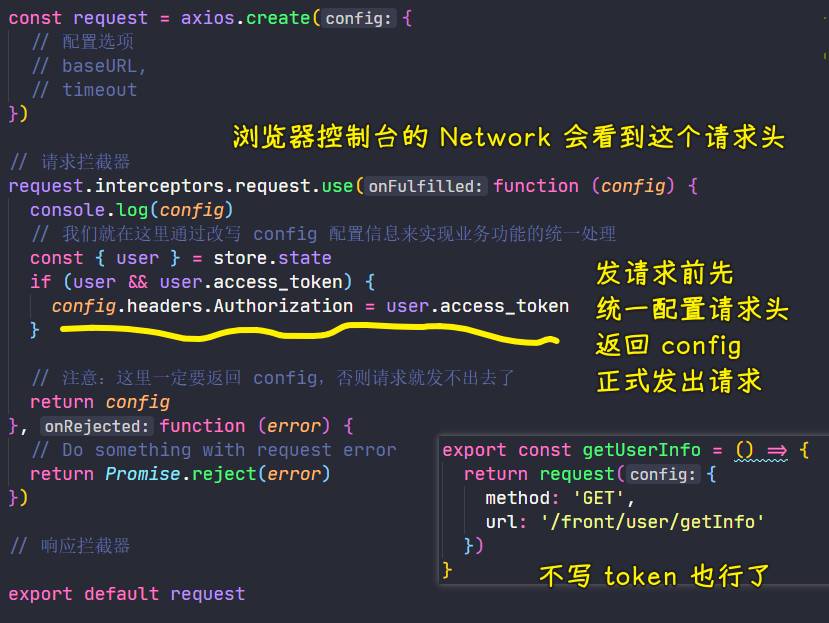 const request = axios.create( config: {
  // 配置选项
  // baseURL,
  // timeout
})
浏览器控制台的 Network 会看到这个请求头
// 请求拦截器
request.interceptors.request.use( onFulfilled: function (config) {
  console.log(config)
  // 我们就在这里通过改写 config 配置信息来实现业务功能的统一处理
  const { user } = store.state
  if (user && user.access_token) {
    config.headers.Authorization = user.access_token
  }
发请求前先
统一配置请求头
返回 config
正式发出请求
  // 注意：这里一定要返回 config，否则请求就发不出去了
  return config
}, onRejected: function (error) {
  // Do something with request error
  return Promise.reject(error)
})
// 响应拦截器
export default request
export const getUserInfo = () => {
  return request( config: {
    method: 'GET',
    url: '/front/user/getInfo'
  })
}
不写 token 也行了